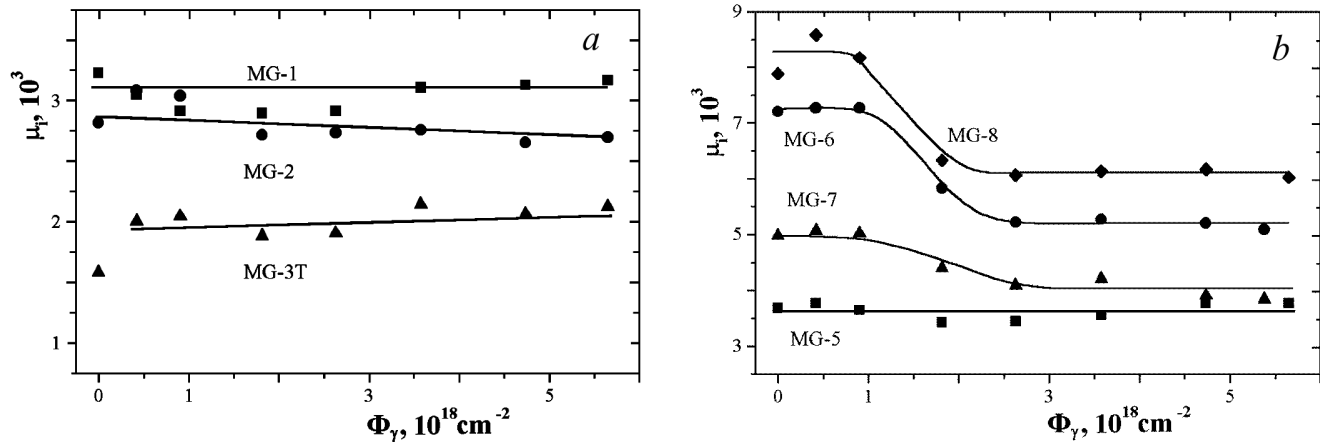 a
μᵢ, 10³
3
2
1
MG-1
MG-2
MG-3T
0 1 3 5
Φᵧ, 10¹⁸cm⁻²
b
μᵢ, 10³
9
7
5
3
MG-8
MG-6
MG-7
MG-5
0 1 3 5
Φᵧ, 10¹⁸cm⁻²